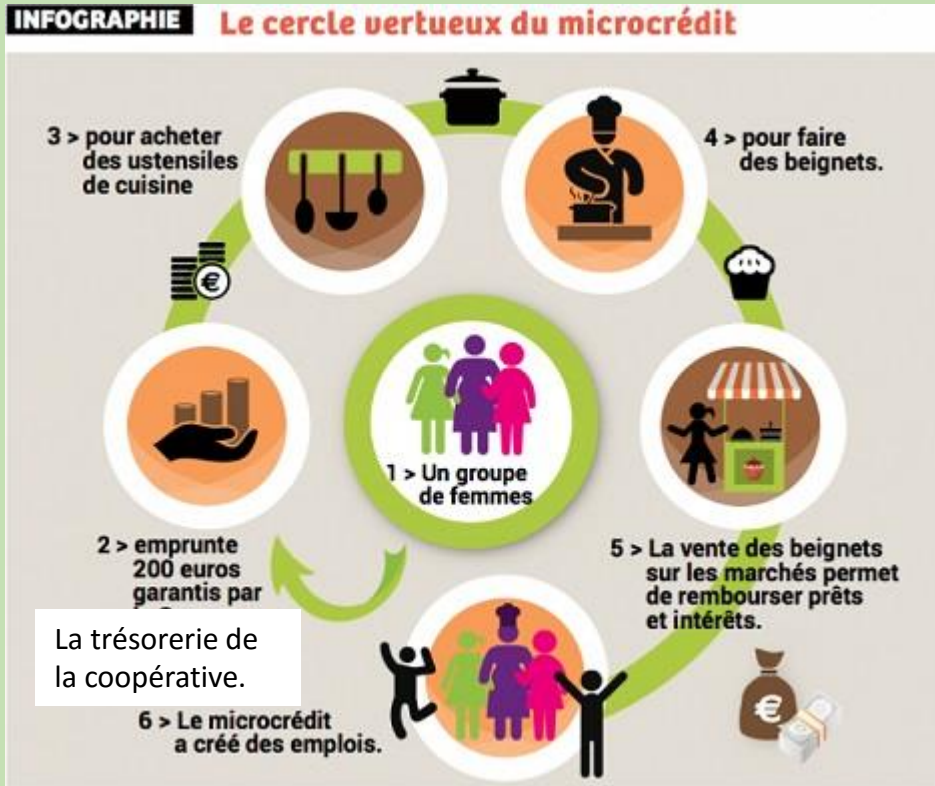 INFOGRAPHIE Le cercle vertueux du microcrédit
3 > pour acheter
des ustensiles
de cuisine
4 > pour faire
des beignets.
€
1 > Un groupe
de femmes
2 > emprunte
200 euros
garantis par
La trésorerie de
la coopérative.
5 > La vente des beignets
sur les marchés permet
de rembourser prêts
et intérêts.
€
6 > Le microcrédit
a créé des emplois.